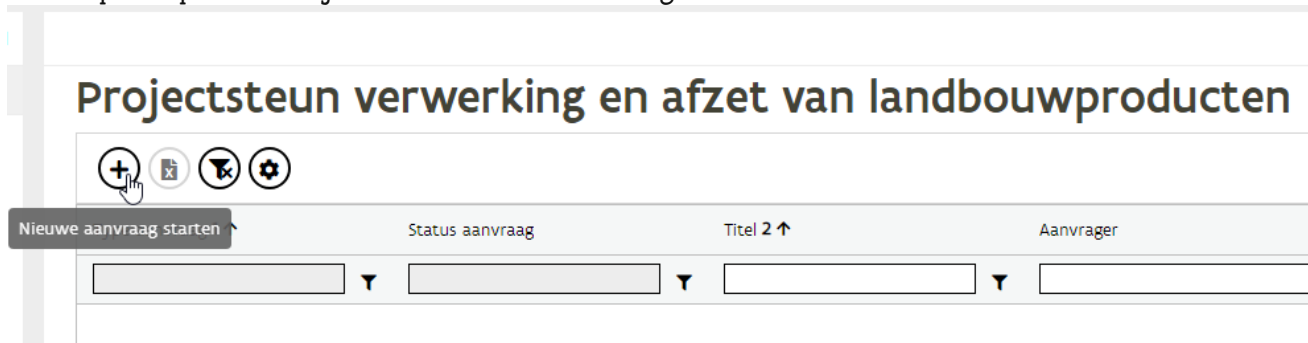 Projectsteun verwerking en afzet van landbouwproducten
Nieuwe aanvraag starten
Status aanvraag
Titel 2
Aanvrager